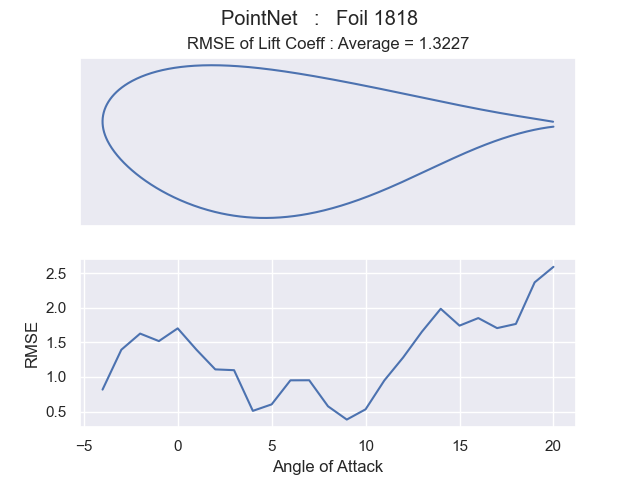 PointNet : Foil 1818
RMSE of Lift Coeff : Average = 1.3227
2.5
2.0
1.5
1.0
0.5
RMSE
−5 0 5 10 15 20
Angle of Attack